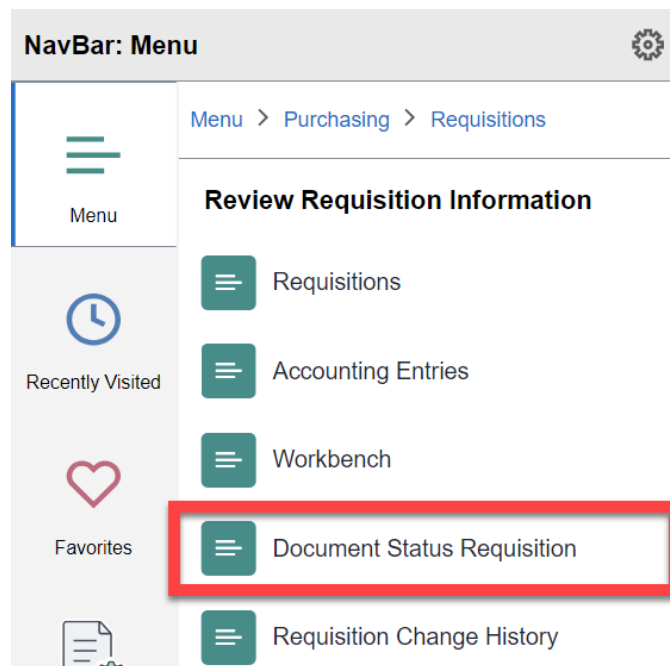 NavBar: Menu
Menu > Purchasing > Requisitions
Menu
Review Requisition Information
Requisitions
Recently Visited
Accounting Entries
Workbench
Favorites
Document Status Requisition
Requisition Change History